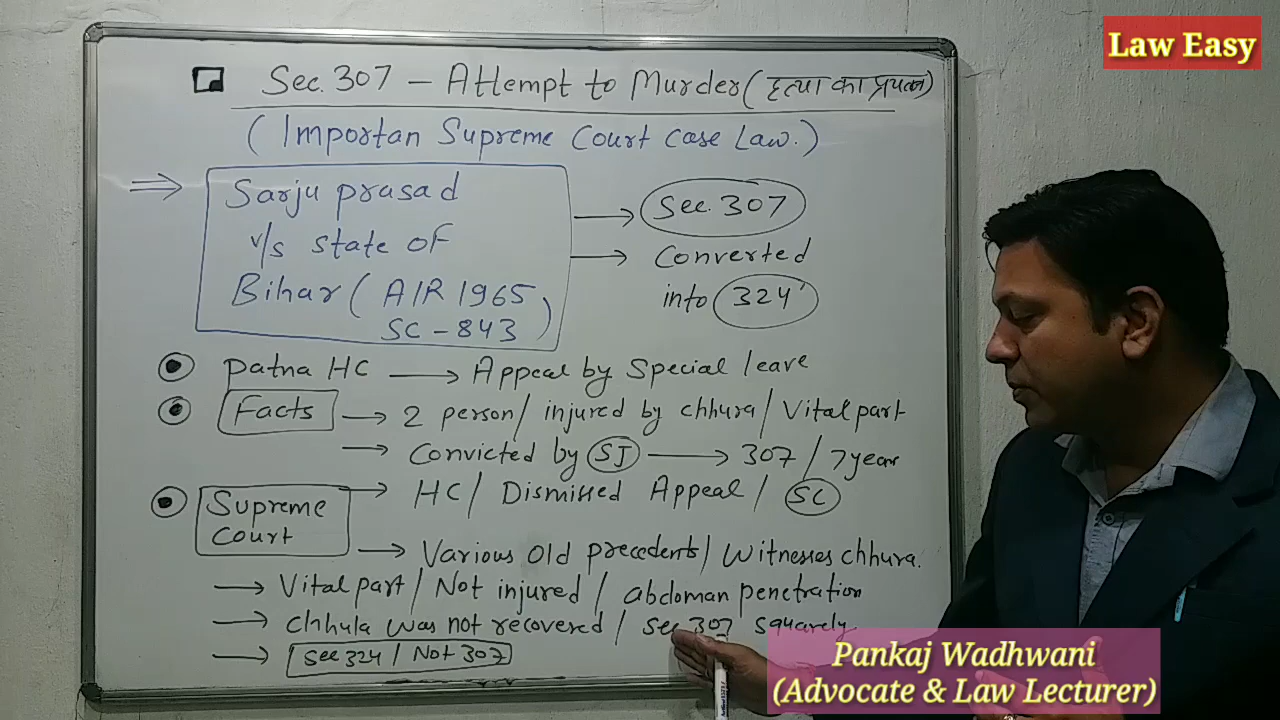 Law Easy
Sec. 307 – Attempt to Murder (हत्या का प्रयत्न)
(Importan Supreme Court Case Law.)
⇒ Sarju prasad
v/s state of
Bihar ( AIR 1965
SC – 843 )
→ Sec. 307
→ Converted
into 324'
Patna HC → Appeal by Special leave
Facts → 2 person / injured by chhura / Vital part
→ Convicted by SJ → 307 / 7 year
→ HC / Dismissed Appeal / SC
Supreme
Court
→ Various old precedents / Witnesses chhura.
→ Vital part / Not injured / abdoman penetration
→ chhula was not recovered / Sec 307 squarely
→ Sec 324 / Not 307
Pankaj Wadhwani
(Advocate & Law Lecturer)